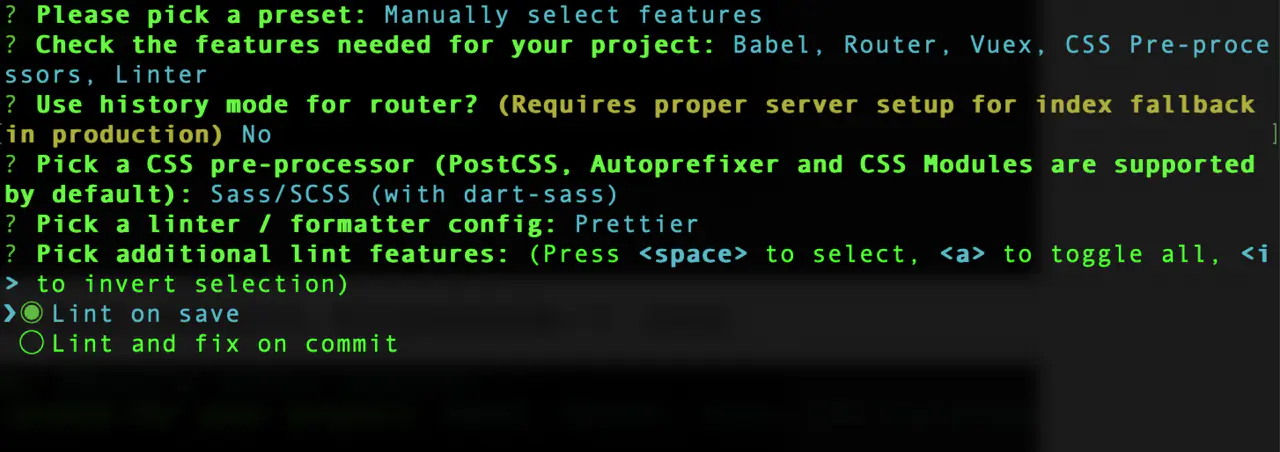 ? Please pick a preset: Manually select features
? Check the features needed for your project: Babel, Router, Vuex, CSS Pre-proce
ssors, Linter
? Use history mode for router? (Requires proper server setup for index fallback
in production) No
? Pick a CSS pre-processor (PostCSS, Autoprefixer and CSS Modules are supported
by default): Sass/SCSS (with dart-sass)
? Pick a linter / formatter config: Prettier
? Pick additional lint features: (Press <space> to select, <a> to toggle all, <i
> to invert selection)
❯◉Lint on save
◯Lint and fix on commit